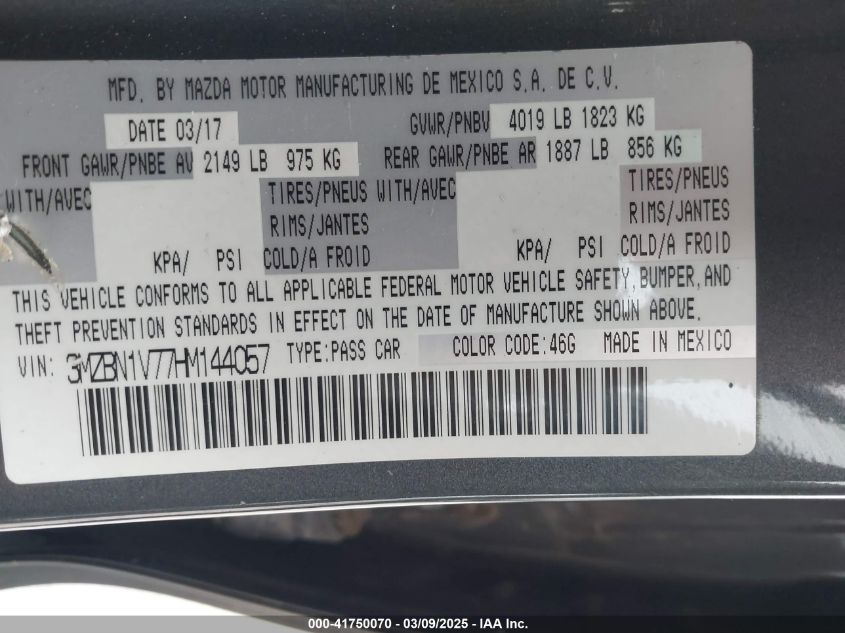 MFD. BY MAZDA MOTOR MANUFACTURING DE MEXICO S.A. DE C.V.
DATE 03/17 GVWR/PNBV 4019 LB 1823 KG
FRONT GAWR/PNBE AV 2149 LB 975 KG REAR GAWR/PNBE AR 1887 LB 856 KG
WITH/AVEC TIRES/PNEUS WITH/AVEC TIRES/PNEUS
RIMS/JANTES RIMS/JANTES
KPA/ PSI COLD/A FROID KPA/ PSI COLD/A FROID
THIS VEHICLE CONFORMS TO ALL APPLICABLE FEDERAL MOTOR VEHICLE SAFETY, BUMPER, AND
THEFT PREVENTION STANDARDS IN EFFECT ON THE DATE OF MANUFACTURE SHOWN ABOVE.
VIN: 3MZBN1V77HM144057 TYPE:PASS CAR COLOR CODE:46G MADE IN MEXICO
000-41750070 - 03/09/2025 - IAA Inc.